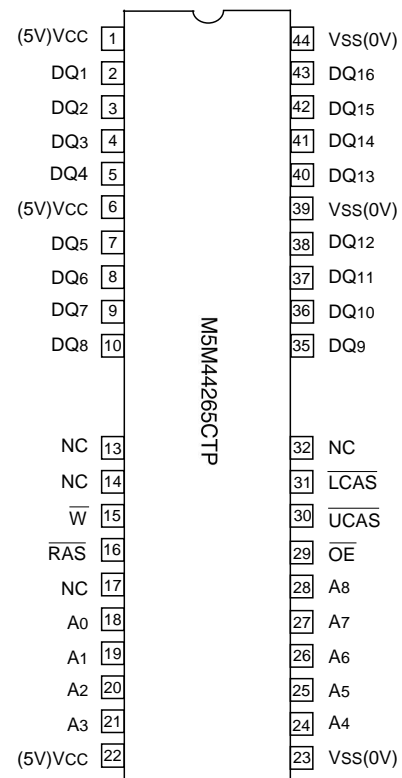 (5V)VCC 1 44 VSS(0V)
DQ1 2 43 DQ16
DQ2 3 42 DQ15
DQ3 4 41 DQ14
DQ4 5 40 DQ13
(5V)VCC 6 39 VSS(0V)
DQ5 7 38 DQ12
DQ6 8 37 DQ11
DQ7 9 36 DQ10
DQ8 10 35 DQ9
M5M44265CTP
NC 13 32 NC
NC 14 31 L̅C̅A̅S̅
W̅ 15 30 U̅C̅A̅S̅
R̅A̅S̅ 16 29 O̅E̅
NC 17 28 A8
A0 18 27 A7
A1 19 26 A6
A2 20 25 A5
A3 21 24 A4
(5V)VCC 22 23 VSS(0V)